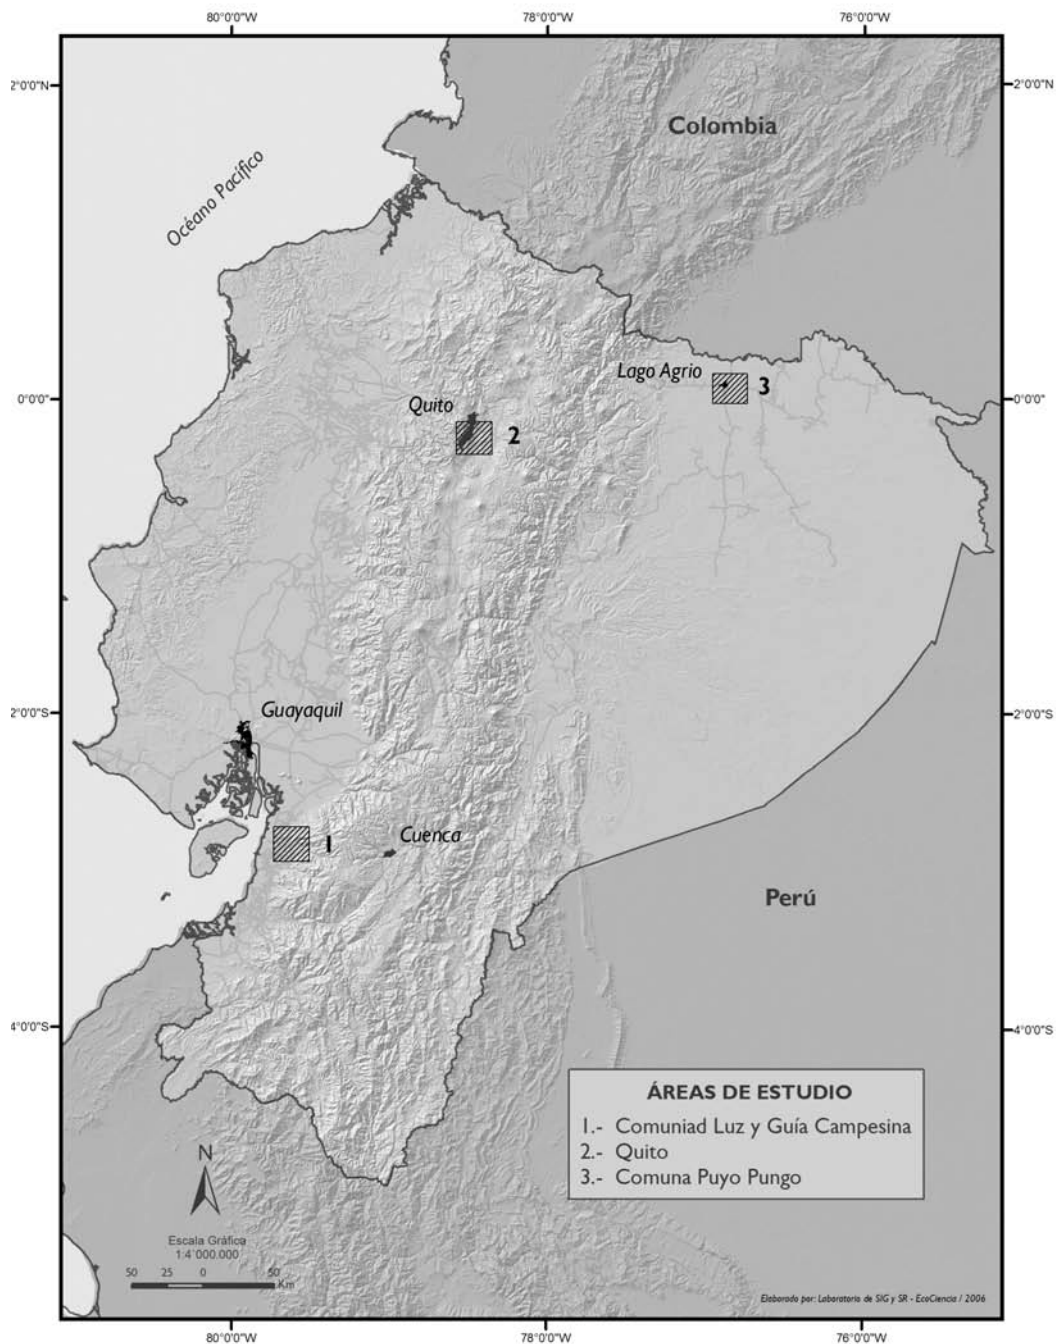 80°0'0"W
78°0'0"W
76°0'0"W
2°0'0"N
2°0'0"N
Colombia
Océano Pacífico
Lago Agrio
3
0°0'0"
0°0'0"
Quito
2
2°0'0"S
2°0'0"S
Guayaquil
1
Cuenca
Perú
4°0'0"S
4°0'0"S
ÁREAS DE ESTUDIO
1.- Comuniad Luz y Guía Campesina
2.- Quito
3.- Comuna Puyo Pungo
N
Escala Gráfica
1:4´000.000
50 25 0 50
Km
Elaborado por: Laboratorio de SIG y SR - EcoCiencia / 2006
80°0'0"W
78°0'0"W
76°0'0"W